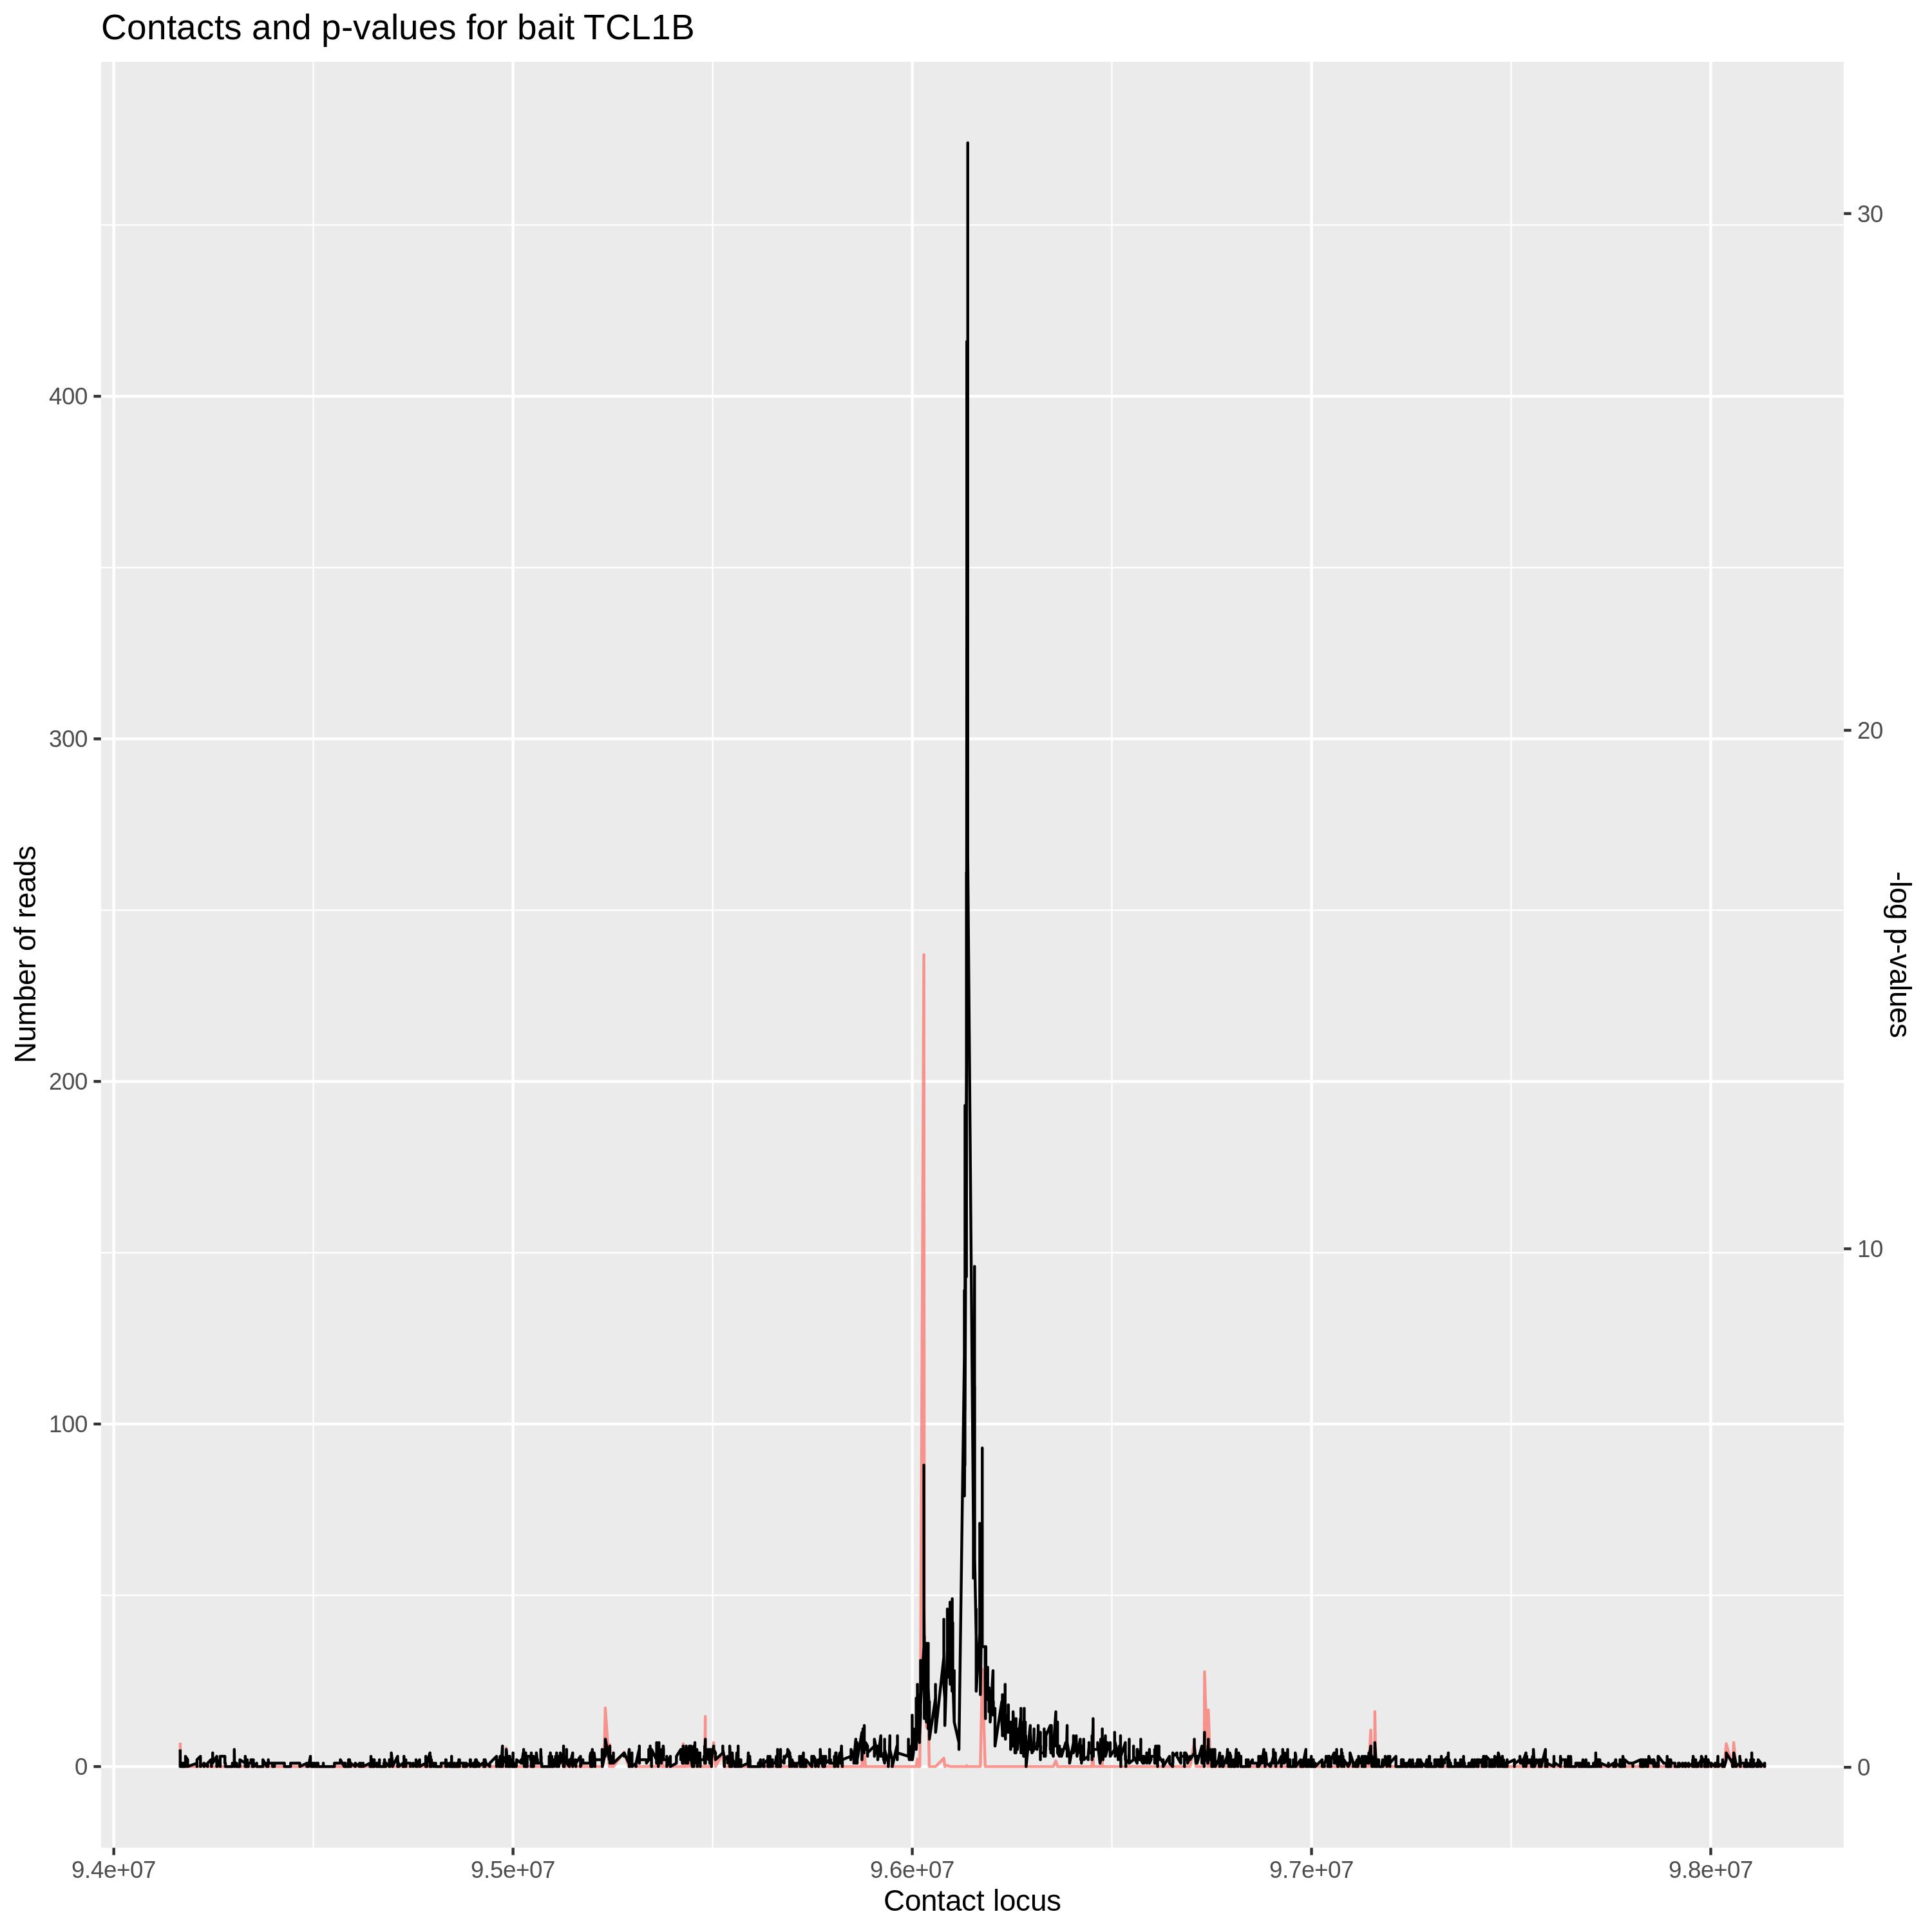 Contacts and p-values for bait TCL1B
Number of reads
400
300
200
100
0
30
20
10
0
-log p-values
9.4e+07 9.5e+07 9.6e+07 9.7e+07 9.8e+07
Contact locus